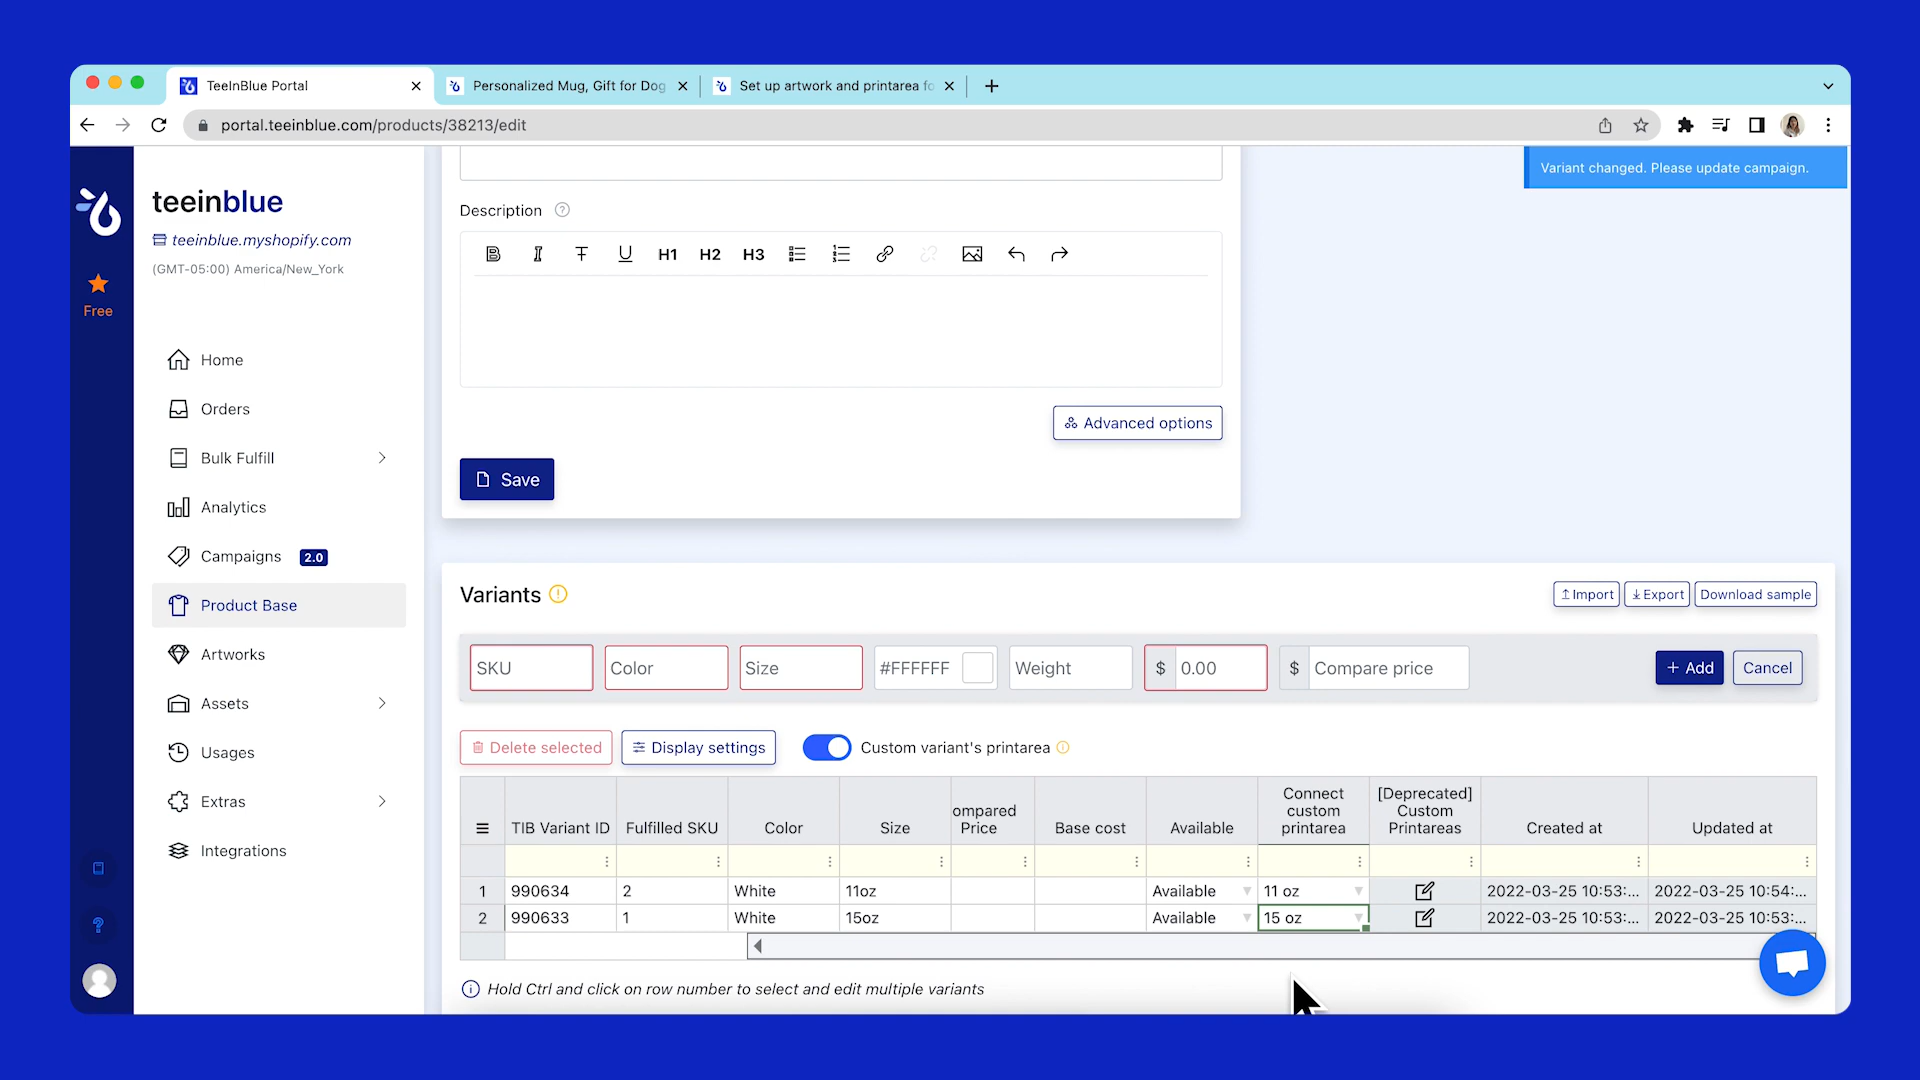 TeeInBlue Portal
Personalized Mug, Gift for Dog
Set up artwork and printarea fo
portal.teeinblue.com/products/38213/edit
Variant changed. Please update campaign.
teeinblue
teeinblue.myshopify.com
(GMT-05:00) America/New_York
Free
Home
Orders
Bulk Fulfill
Analytics
Campaigns 2.0
Product Base
Artworks
Assets
Usages
Extras
Integrations
Description
H1 H2 H3
Advanced options
Save
Variants
Import Export Download sample
SKU Color Size #FFFFFF Weight $ 0.00 $ Compare price + Add Cancel
Delete selected Display settings Custom variant's printarea
TIB Variant ID Fulfilled SKU Color Size ompared Price Base cost Available Connect custom printarea [Deprecated] Custom Printareas Created at Updated at
1 990634 2 White 11oz Available 11 oz 2022-03-25 10:53:... 2022-03-25 10:54:...
2 990633 1 White 15oz Available 15 oz 2022-03-25 10:53:... 2022-03-25 10:53:...
Hold Ctrl and click on row number to select and edit multiple variants